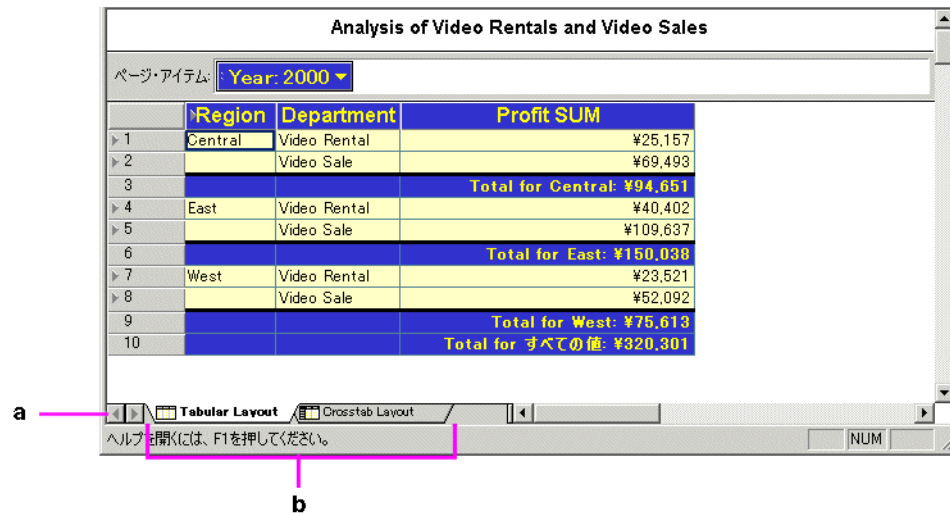 Analysis of Video Rentals and Video Sales
ページ・アイテム: Year: 2000
Region Department Profit SUM
1 Central Video Rental ¥25,157
2 Video Sale ¥69,493
3 Total for Central: ¥94,651
4 East Video Rental ¥40,402
5 Video Sale ¥109,637
6 Total for East: ¥150,038
7 West Video Rental ¥23,521
8 Video Sale ¥52,092
9 Total for West: ¥75,613
10 Total for すべての値: ¥320,301
a
Tabular Layout Crosstab Layout
ヘルプを開くには、F1を押してください。 NUM
b